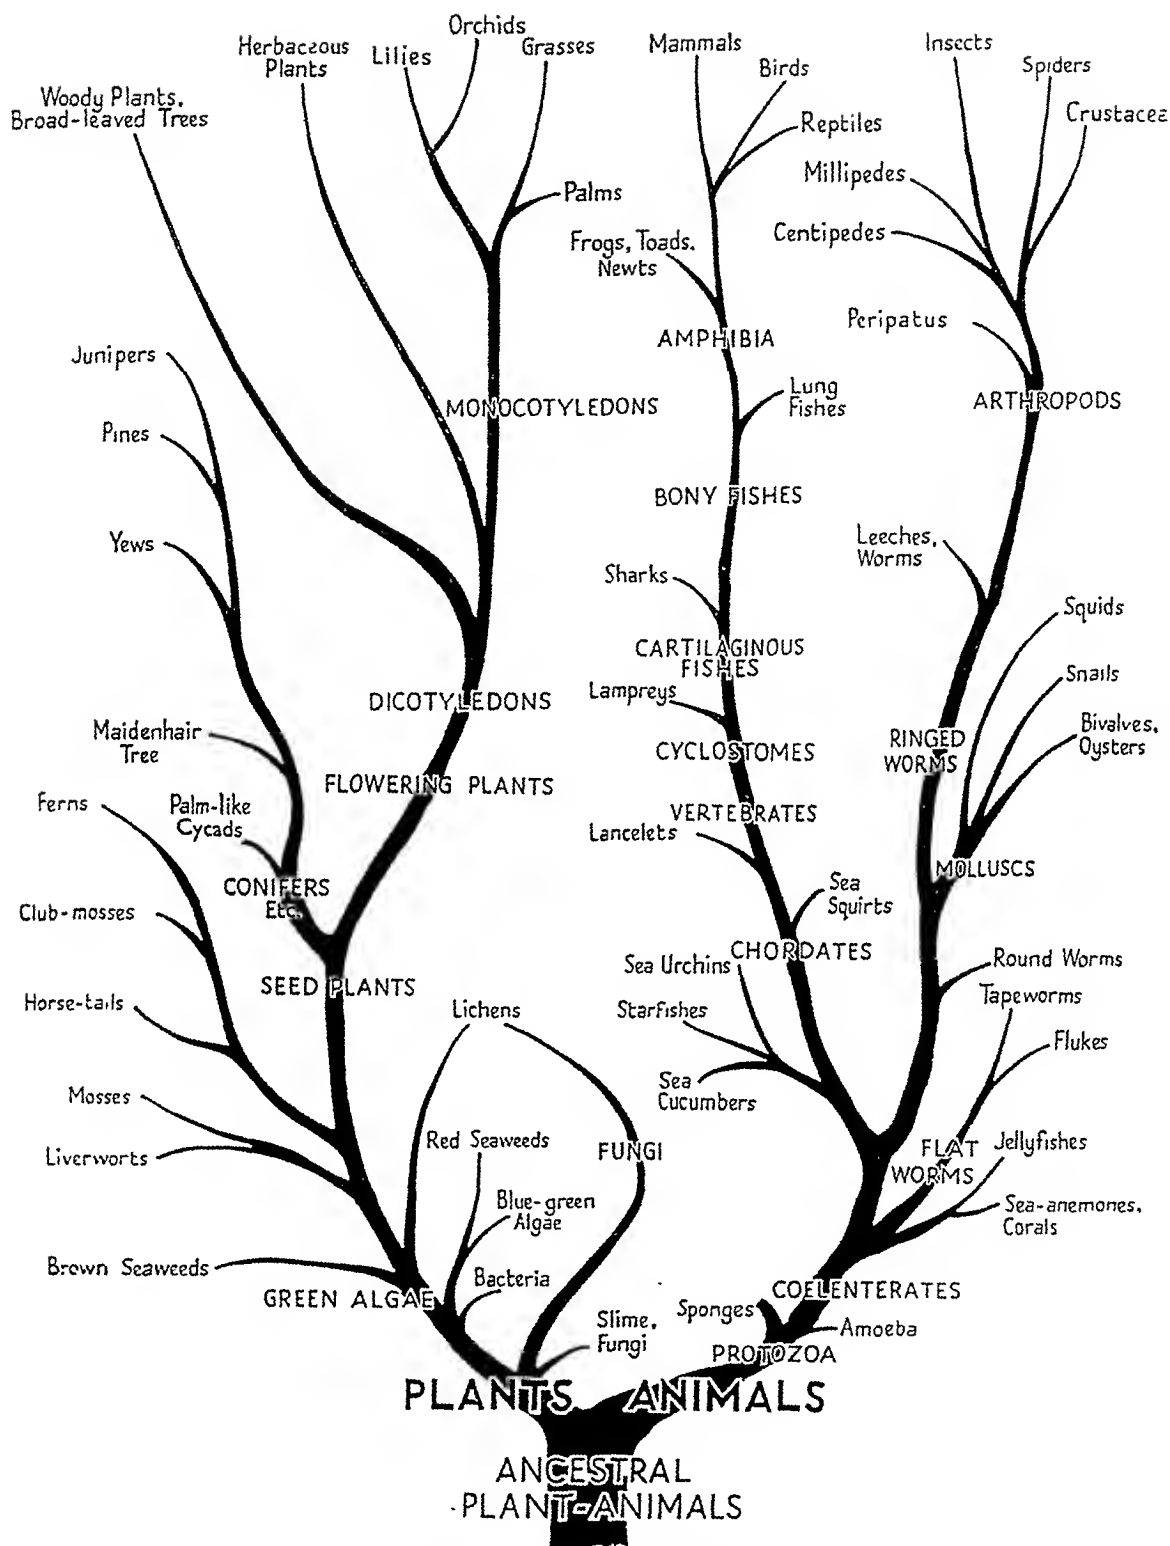 Orchids
Herbaceous
Plants
Lilies
Grasses
Mammals
Birds
Insects
Spiders
Crustacea
Woody Plants,
Broad-leaved Trees
Reptiles
Millipedes
Palms
Centipedes
Frogs, Toads,
Newts
Peripatus
AMPHIBIA
Junipers
Lung
Fishes
MONOCOTYLEDONS
ARTHROPODS
Pines
BONY FISHES
Yews
Leeches,
Worms
Sharks
Squids
CARTILAGINOUS
FISHES
Snails
Lampreys
DICOTYLEDONS
Maidenhair
Tree
CYCLOSTOMES
RINGED
WORMS
Bivalves,
Oysters
FLOWERING PLANTS
Ferns
Palm-like
Cycads
VERTEBRATES
Lancelets
MOLLUSCS
CONIFERS
Etc.
Sea
Squirts
Club-mosses
CHORDATES
Sea Urchins
Round Worms
SEED PLANTS
Tapeworms
Horse-tails
Lichens
Starfishes
Flukes
Sea
Cucumbers
Mosses
Red Seaweeds
FUNGI
FLAT
WORMS
Jellyfishes
Liverworts
Blue-green
Algae
Sea-anemones,
Corals
Brown Seaweeds
Bacteria
COELENTERATES
GREEN ALGAE
Sponges
Slime,
Fungi
Amoeba
PROTOZOA
PLANTS ANIMALS
ANCESTRAL
PLANT-ANIMALS